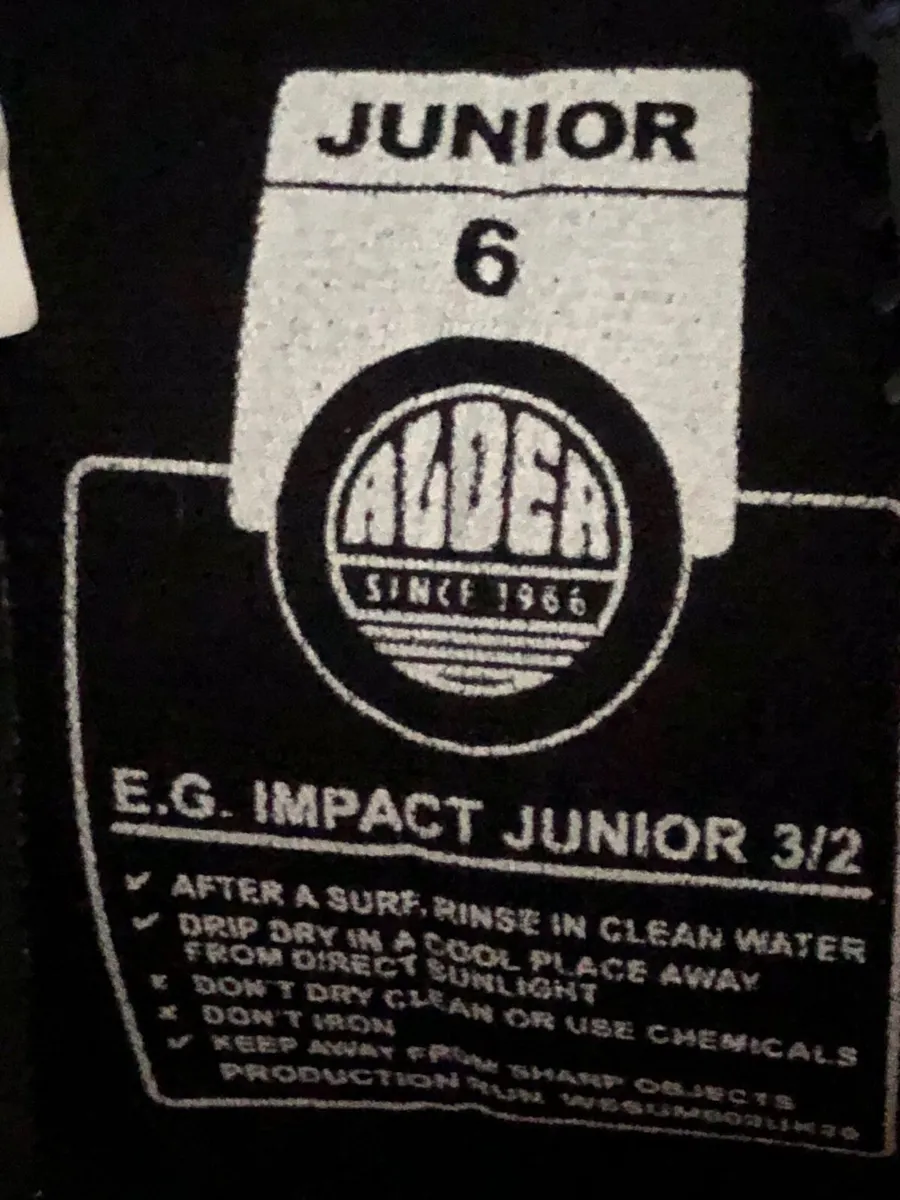 JUNIOR
6
ALDER
SINCE 1966
E.G. IMPACT JUNIOR 3/2
✓ AFTER A SURF, RINSE IN CLEAN WATER
✓ DRIP DRY IN A COOL PLACE AWAY
FROM DIRECT SUNLIGHT
× DON'T DRY CLEAN OR USE CHEMICALS
× DON'T IRON
✓ KEEP AWAY FROM SHARP OBJECTS
PRODUCTION RUN